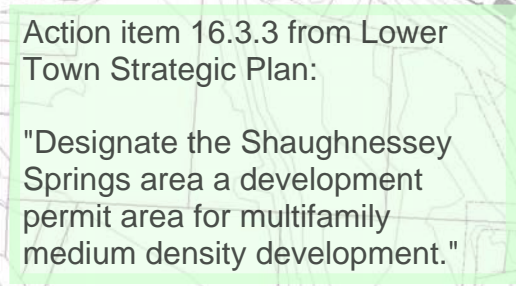 Action item 16.3.3 from Lower
Town Strategic Plan:
"Designate the Shaughnessey
Springs area a development
permit area for multifamily
medium density development."